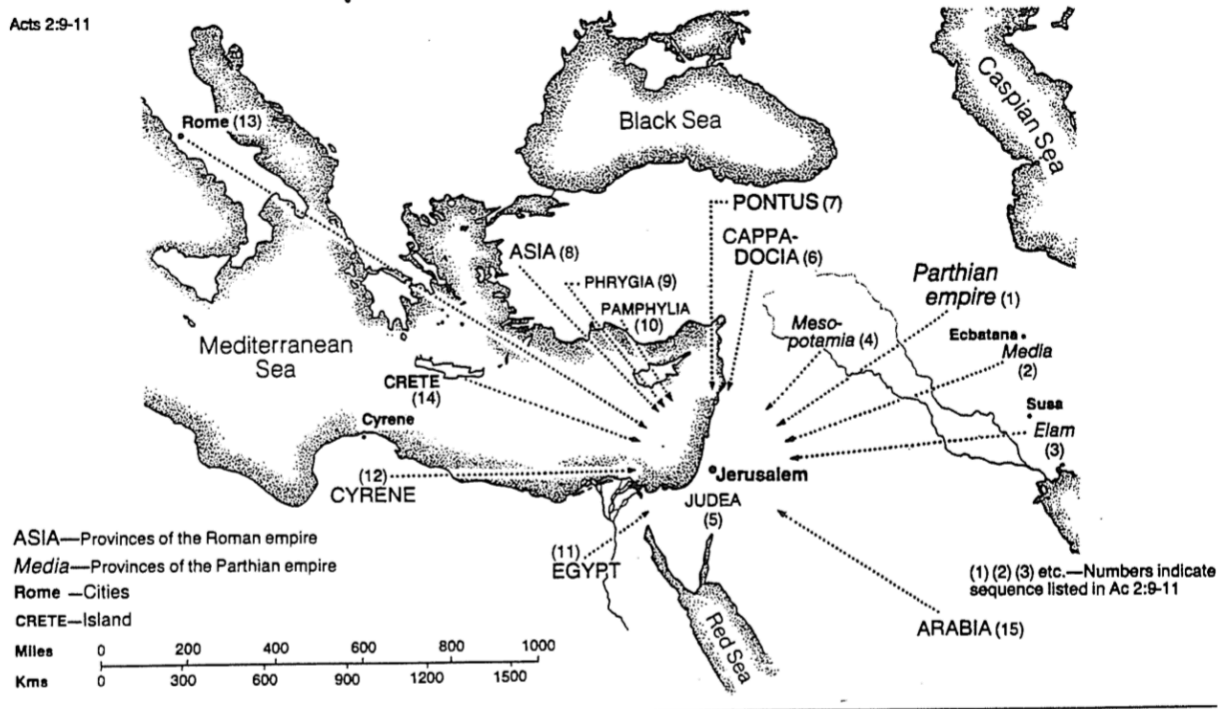 Acts 2:9-11
Rome (13)
Black Sea
Caspian Sea
PONTUS (7)
CAPPA-
DOCIA (6)
ASIA (8)
PHRYGIA (9)
PAMPHYLIA
(10)
Parthian
empire (1)
Meso-
potamia (4)
Ecbatana
Media
(2)
Mediterranean
Sea
CRETE
(14)
Susa
Elam
(3)
Cyrene
(12)
CYRENE
Jerusalem
JUDEA
(5)
(11)
EGYPT
Red Sea
ARABIA (15)
ASIA—Provinces of the Roman empire
Media—Provinces of the Parthian empire
Rome —Cities
CRETE—Island
(1) (2) (3) etc.—Numbers indicate
sequence listed in Ac 2:9-11
Miles 0 200 400 600 800 1000
Kms 0 300 600 900 1200 1500